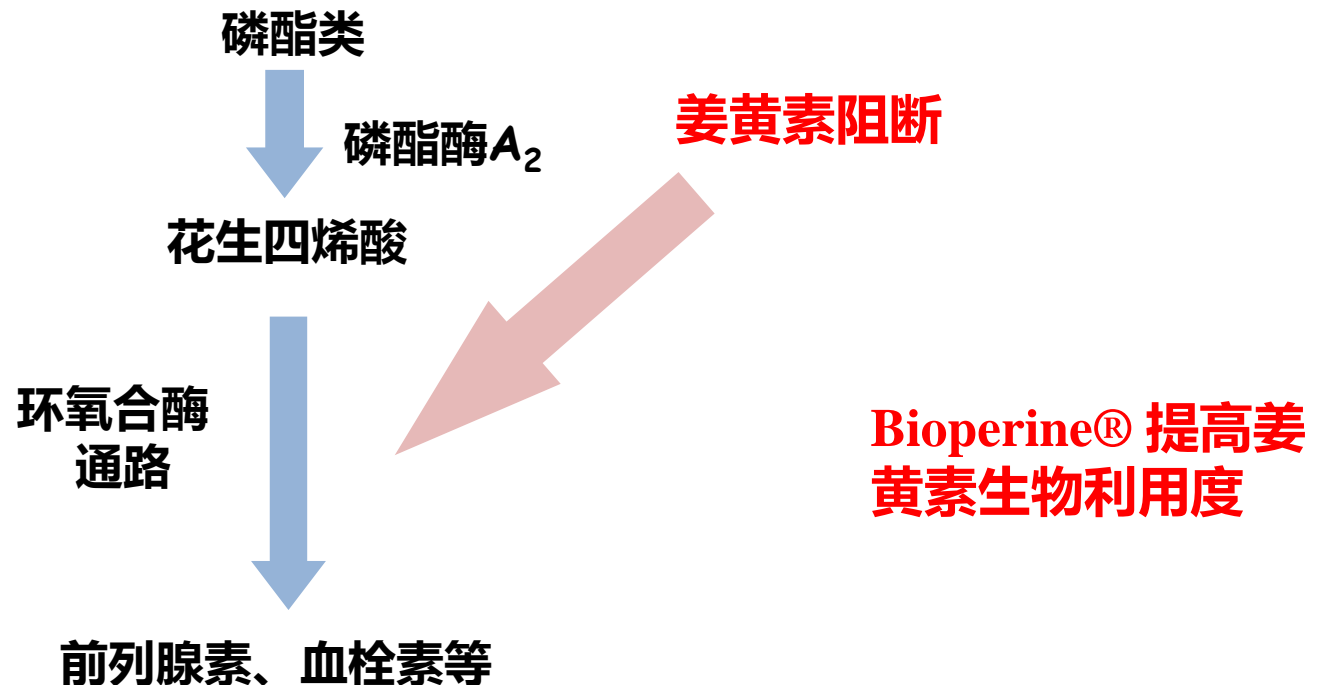 磷酯类
姜黄素阻断
磷酯酶A₂
花生四烯酸
环氧合酶
通路
Bioperine® 提高姜
黄素生物利用度
前列腺素、血栓素等